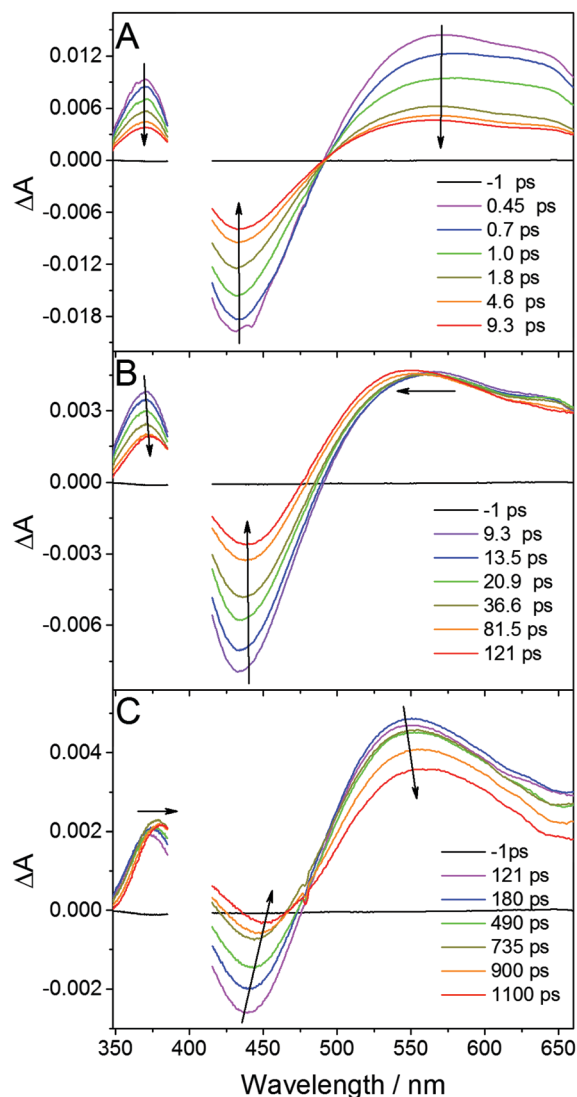 A
0.012
0.006
0.000
-0.006
-0.012
-0.018
ΔA
-1 ps
0.45 ps
0.7 ps
1.0 ps
1.8 ps
4.6 ps
9.3 ps
B
0.003
0.000
-0.003
-0.006
ΔA
-1 ps
9.3 ps
13.5 ps
20.9 ps
36.6 ps
81.5 ps
121 ps
C
0.004
0.002
0.000
-0.002
ΔA
-1ps
121 ps
180 ps
490 ps
735 ps
900 ps
1100 ps
350 400 450 500 550 600 650
Wavelength / nm